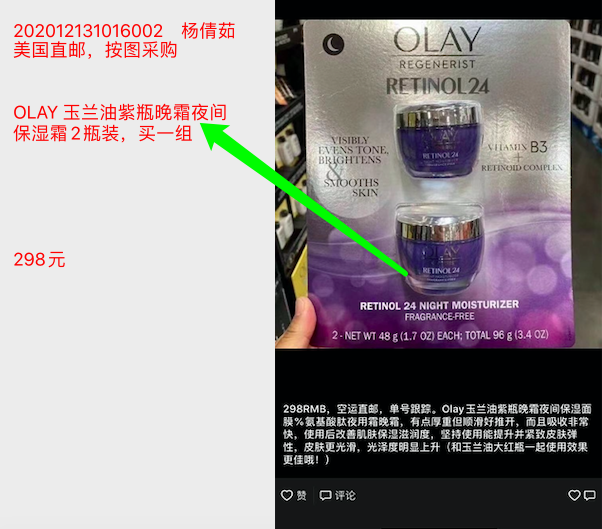 202012131016002 杨倩茹
美国直邮，按图采购
OLAY 玉兰油紫瓶晚霜夜间
保湿霜2瓶装，买一组
298元
OLAY
REGENERIST
RETINOL24
VISIBLY
EVENS TONE,
BRIGHTENS
&
SMOOTHS
SKIN
VITAMIN B3
+
RETINOID COMPLEX
OLAY
RETINOL24
OLAY
RETINOL24
RETINOL 24 NIGHT MOISTURIZER
FRAGRANCE-FREE
2 - NET WT 48 g (1.7 OZ) EACH; TOTAL 96 g (3.4 OZ)
298RMB，空运直邮，单号跟踪。Olay玉兰油紫瓶晚霜夜间保湿面
膜%氨基酸肽夜用霜晚霜，有点厚重但顺滑好推开，而且吸收非常
快，使用后改善肌肤保湿滋润度，坚持使用能提升并紧致皮肤弹
性，皮肤更光滑，光泽度明显上升（和玉兰油大红瓶一起使用效果
更佳哦！）
赞 评论